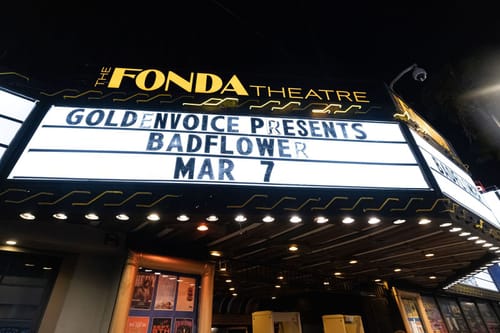 THE FONDA THEATRE
GOLDENVOICE PRESENTS
BADFLOWER
MAR 7